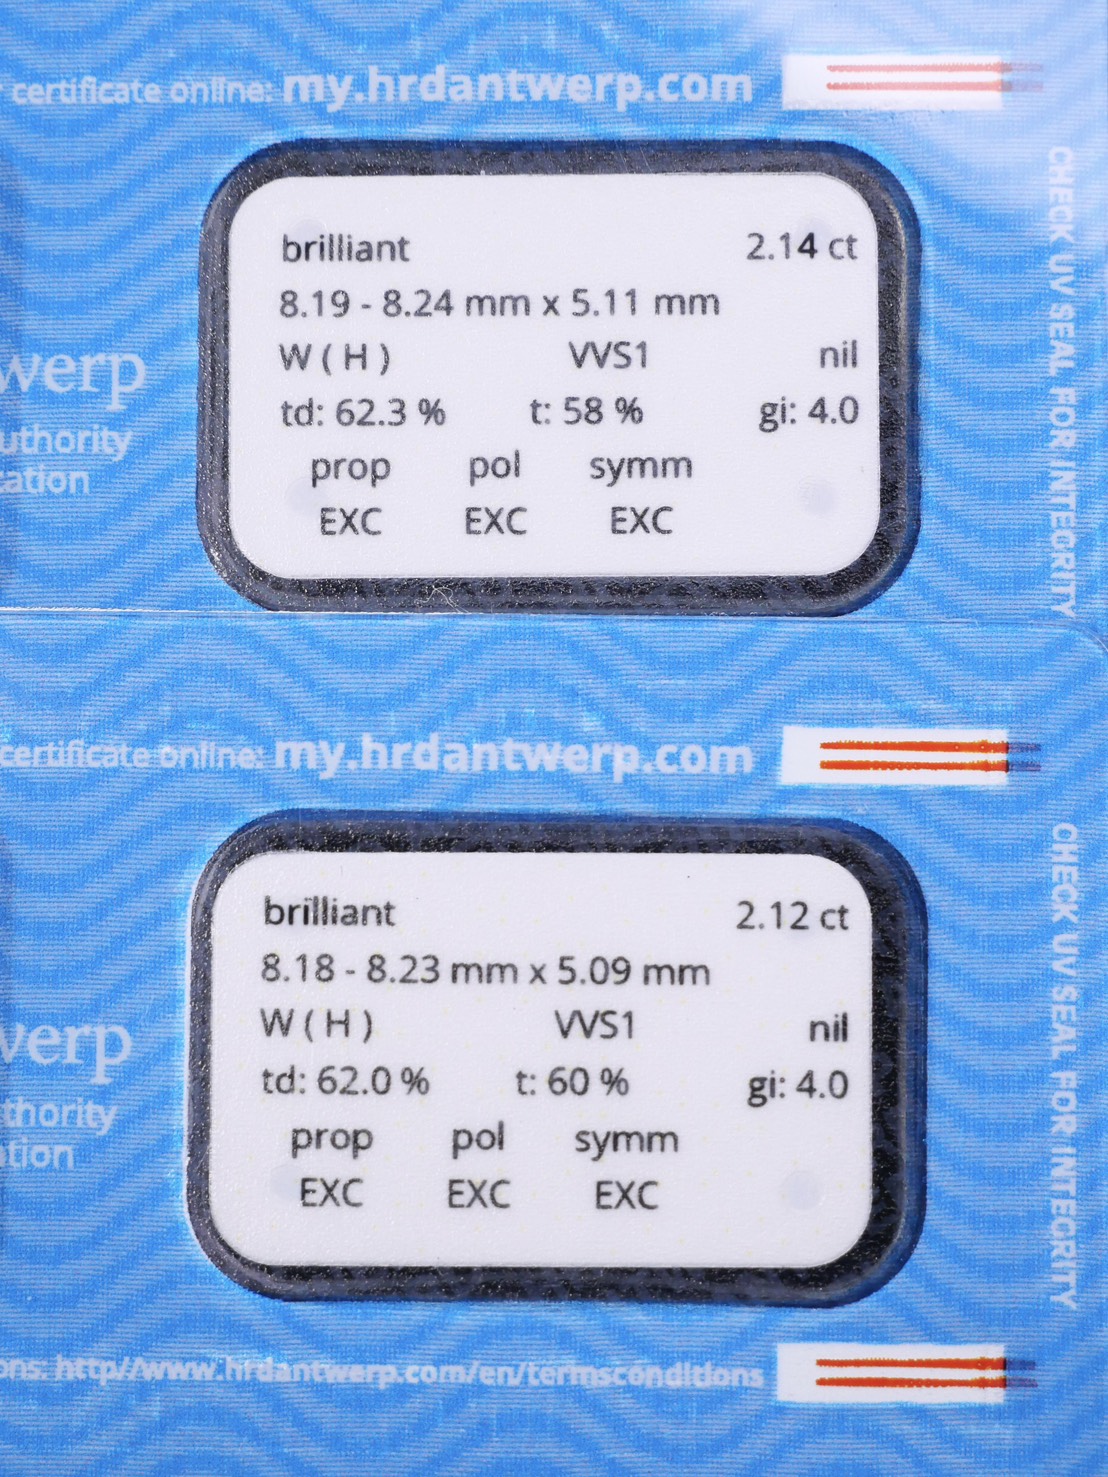 certificate online: my.hrdantwerp.com
CHECK UV SEAL FOR INTEGRITY
brilliant 2.14 ct
8.19 - 8.24 mm x 5.11 mm
W ( H ) VVS1 nil
td: 62.3 % t: 58 % gi: 4.0
prop pol symm
EXC EXC EXC
werp
uthority
cation
certificate online: my.hrdantwerp.com
CHECK UV SEAL FOR INTEGRITY
brilliant 2.12 ct
8.18 - 8.23 mm x 5.09 mm
W ( H ) VVS1 nil
td: 62.0 % t: 60 % gi: 4.0
prop pol symm
EXC EXC EXC
werp
thority
ation
ons: http//www.hrdantwerp.com/en/termsconditions